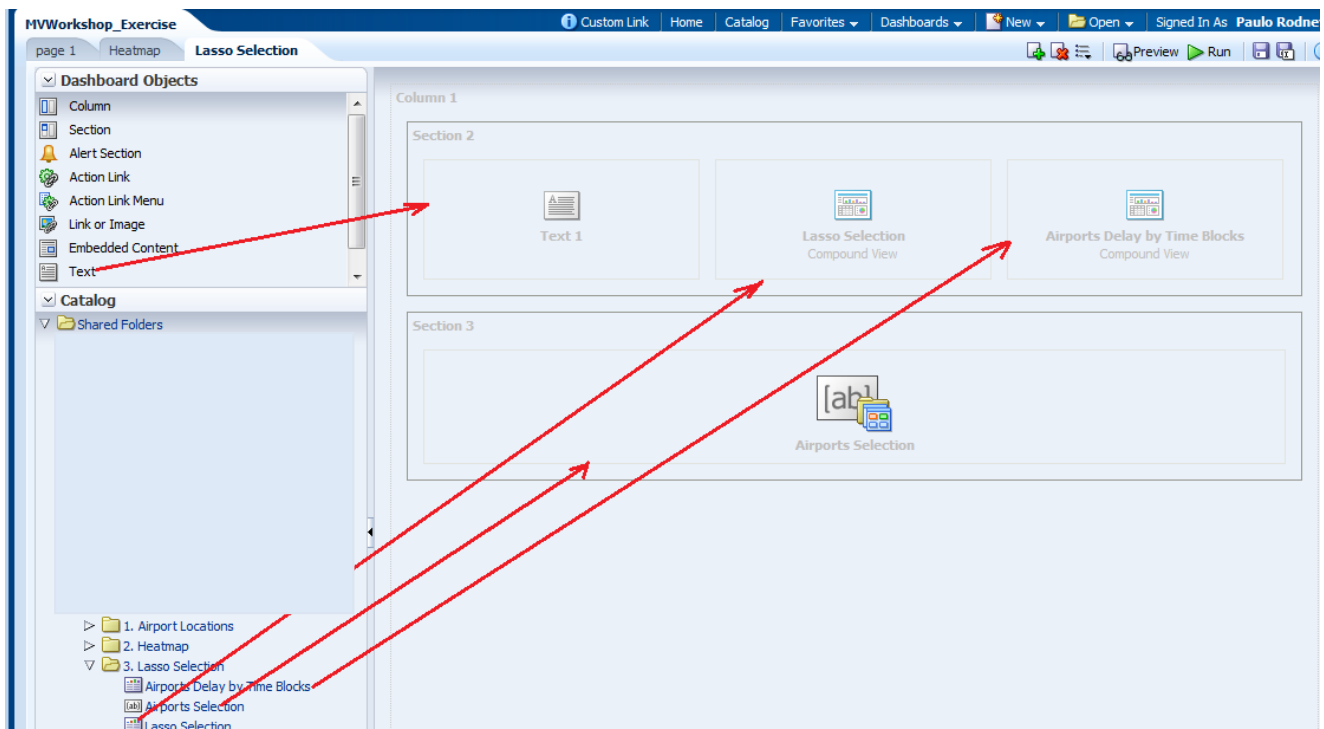 MVWorkshop_Exercise
Custom Link Home Catalog Favorites Dashboards New Open Signed In As Paulo Rodne
page 1 Heatmap Lasso Selection
Preview Run
Dashboard Objects
Column
Section
Alert Section
Action Link
Action Link Menu
Link or Image
Embedded Content
Text
Catalog
Shared Folders
1. Airport Locations
2. Heatmap
3. Lasso Selection
Airports Delay by Time Blocks
[ab] Airports Selection
Lasso Selection
Column 1
Section 2
Text 1
Lasso Selection
Compound View
Airports Delay by Time Blocks
Compound View
Section 3
[ab]
Airports Selection